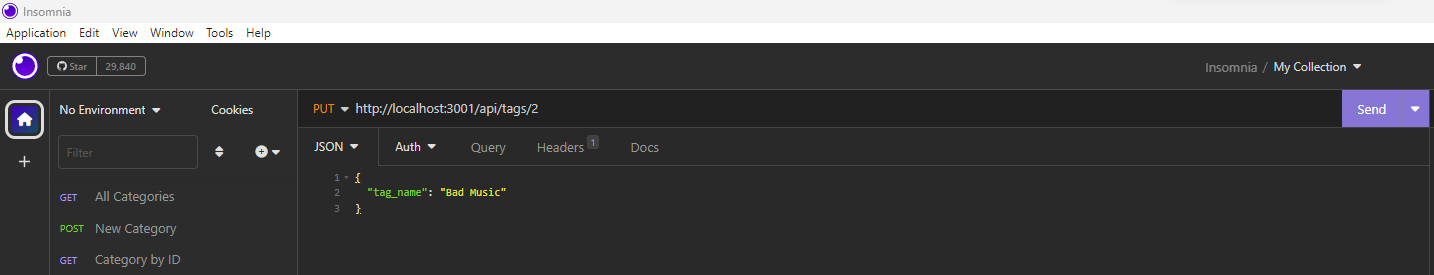 Insomnia
Application Edit View Window Tools Help
Star 29,840
Insomnia / My Collection
No Environment Cookies
PUT http://localhost:3001/api/tags/2 Send
Filter
JSON Auth Query Headers 1 Docs
1 {
2 "tag_name": "Bad Music"
3 }
GET All Categories
POST New Category
GET Category by ID